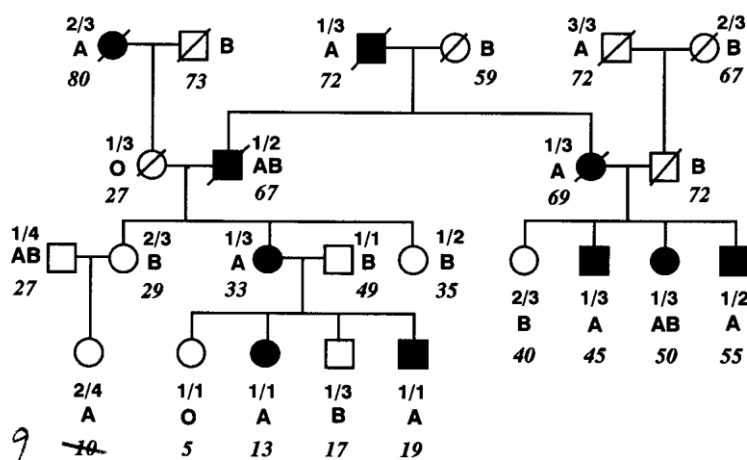 2/3 1/3 3/3 2/3
A B A B A B
80 73 72 59 72 67
1/3 1/2 1/3
O AB A B
27 67 69 72
1/4 2/3 1/3 1/1 1/2
AB B A B B
27 29 33 49 35
2/3 1/3 1/3 1/2
B A AB A
40 45 50 55
2/4 1/1 1/1 1/3 1/1
A O A B A
9 10 5 13 17 19